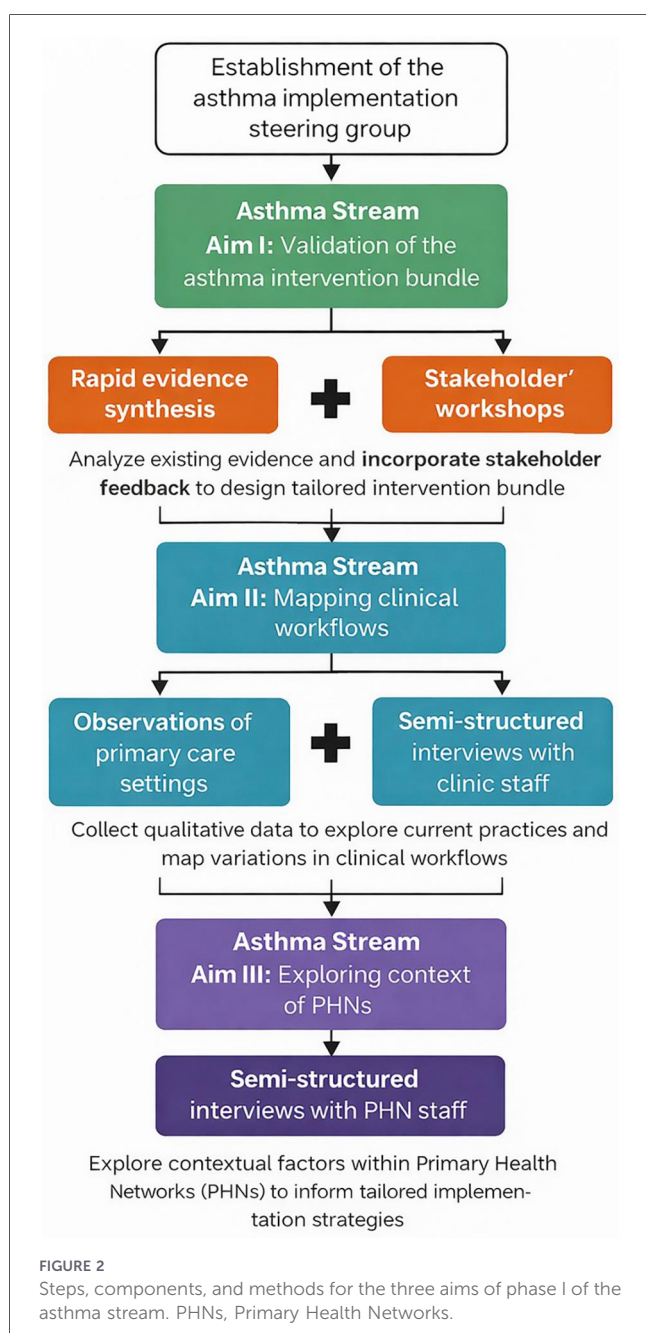 Establishment of the
asthma implementation
steering group
Asthma Stream
Aim I: Validation of the
asthma intervention bundle
Rapid evidence
synthesis
Stakeholder’
workshops
Analyze existing evidence and incorporate stakeholder
feedback to design tailored intervention bundle
Asthma Stream
Aim II: Mapping clinical
workflows
Observations of
primary care
settings
Semi-structured
interviews with
clinic staff
Collect qualitative data to explore current practices and
map variations in clinical workflows
Asthma Stream
Aim III: Exploring context
of PHNs
Semi-structured
interviews with PHN staff
Explore contextual factors within Primary Health
Networks (PHNs) to inform tailored implemen-
tation strategies
FIGURE 2
Steps, components, and methods for the three aims of phase I of the
asthma stream. PHNs, Primary Health Networks.